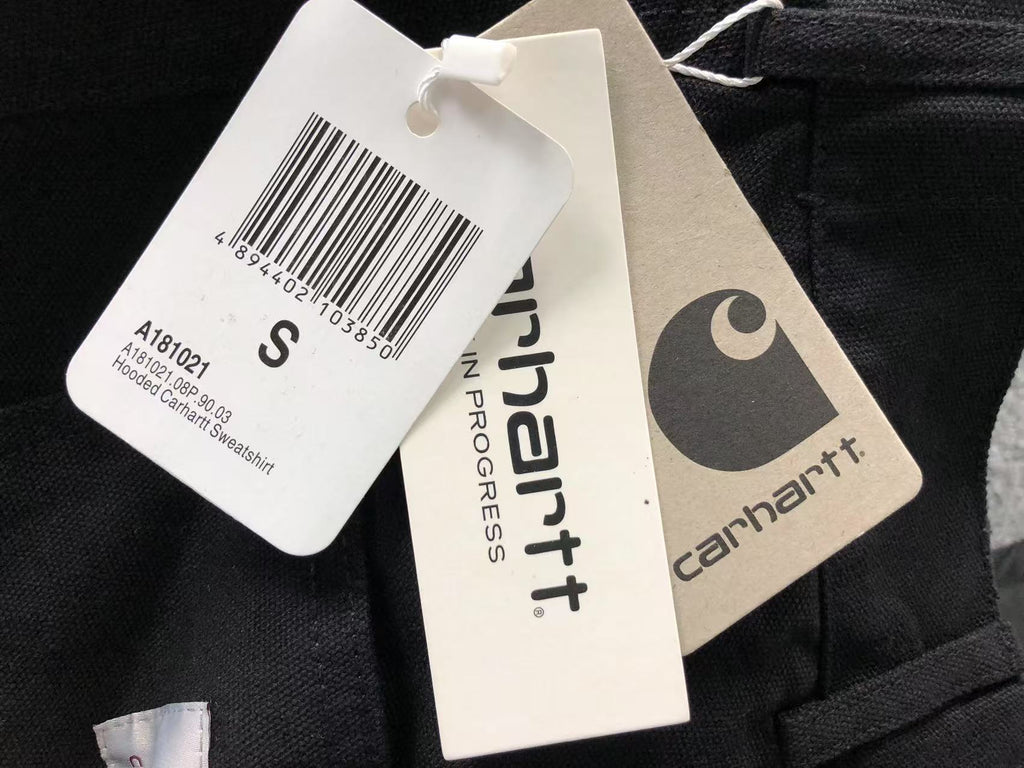 4 894402 103850
S
A181021
A181021.08P.90.03
Hooded Carhartt Sweatshirt
arhartt®
IN PROGRESS
carhartt.